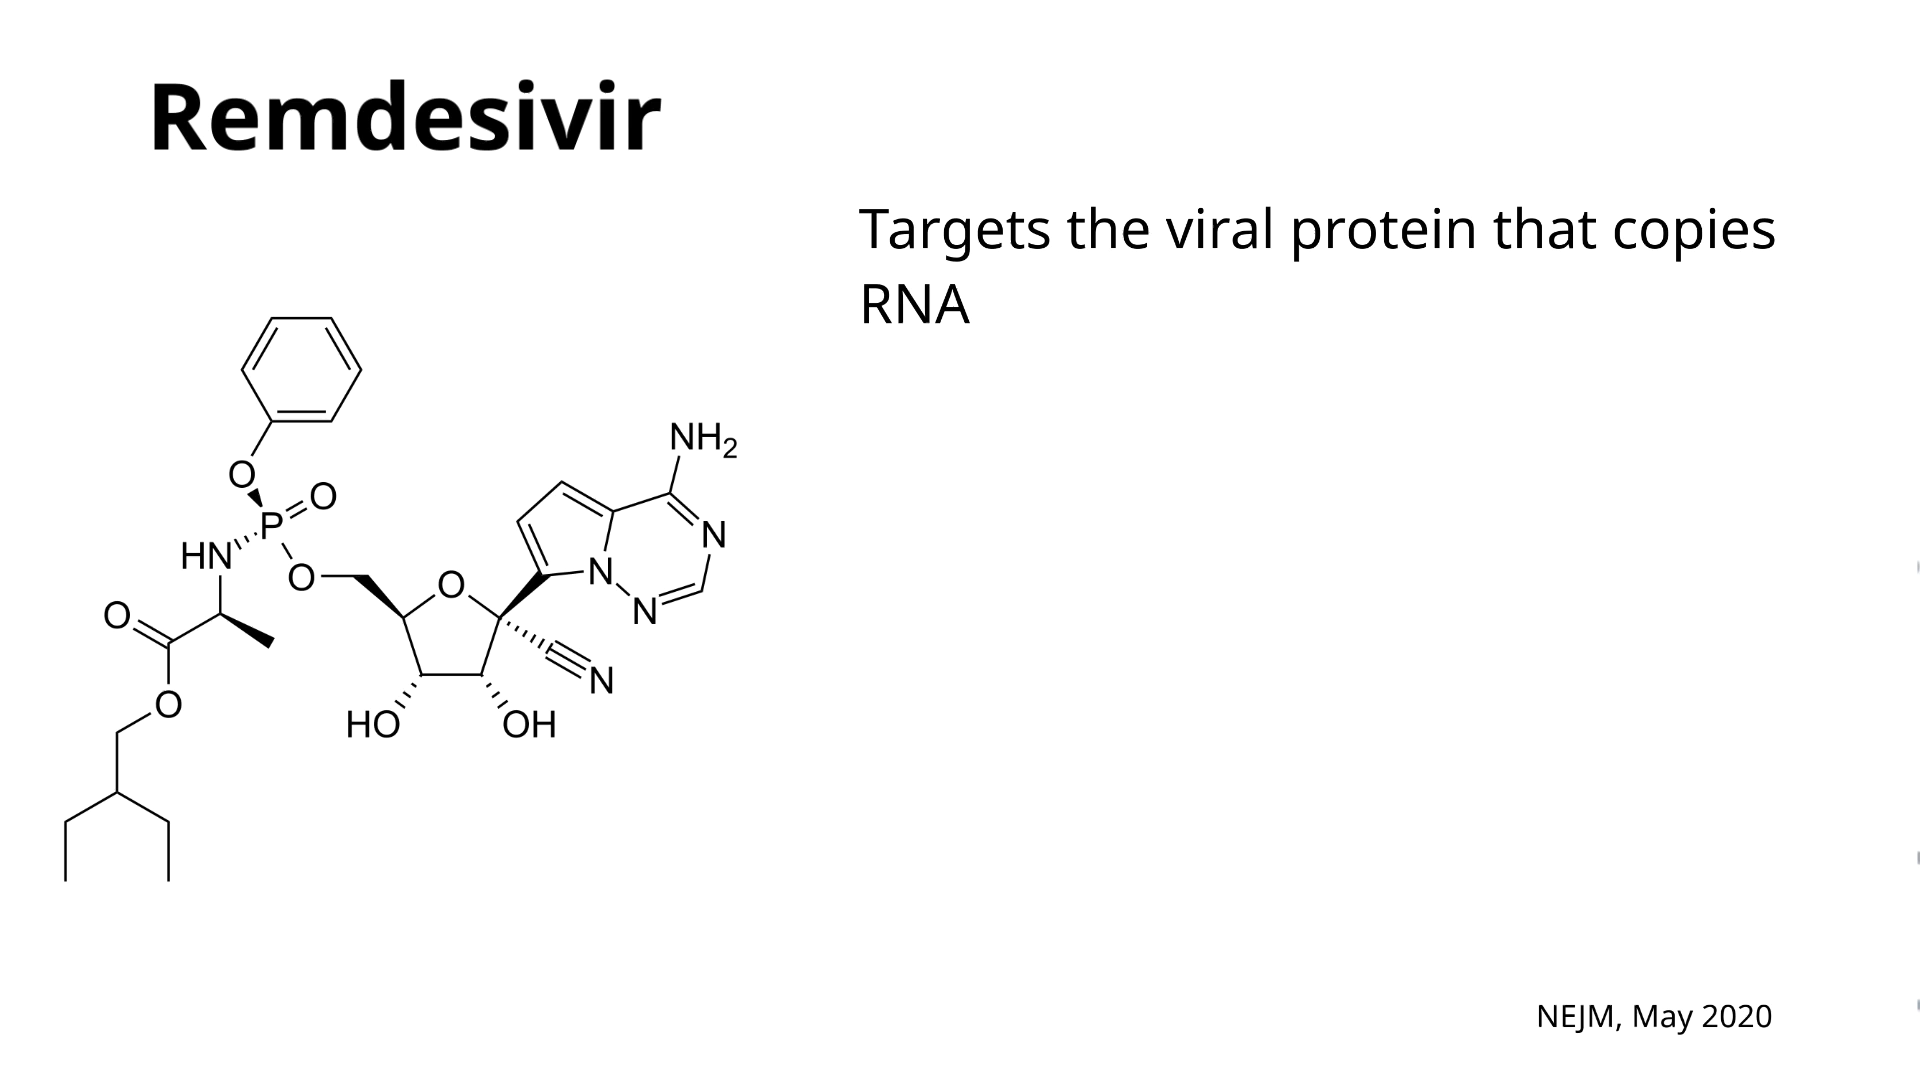 Remdesivir
Targets the viral protein that copies
RNA
NH2
O
O
P
N
HN
O
O
N
N
O
N
O
HO
OH
NEJM, May 2020